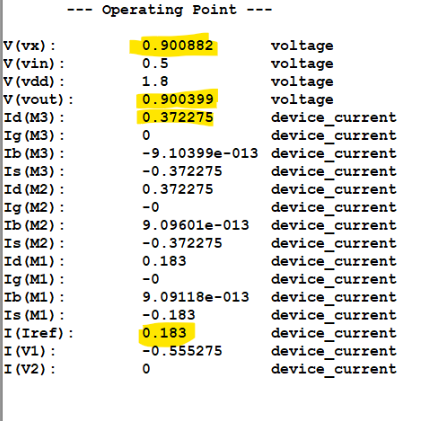 --- Operating Point ---
V(vx): 0.900882 voltage
V(vin): 0.5 voltage
V(vdd): 1.8 voltage
V(vout): 0.900399 voltage
Id(M3): 0.372275 device_current
Ig(M3): 0 device_current
Ib(M3): -9.10399e-013 device_current
Is(M3): -0.372275 device_current
Id(M2): 0.372275 device_current
Ig(M2): -0 device_current
Ib(M2): 9.09601e-013 device_current
Is(M2): -0.372275 device_current
Id(M1): 0.183 device_current
Ig(M1): -0 device_current
Ib(M1): 9.09118e-013 device_current
Is(M1): -0.183 device_current
I(Iref): 0.183 device_current
I(V1): -0.555275 device_current
I(V2): 0 device_current